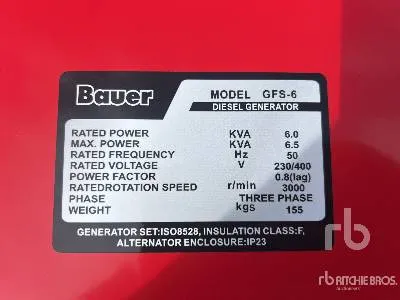 Bauer MODEL GFS-6
DIESEL GENERATOR
RATED POWER KVA 6.0
MAX. POWER KVA 6.5
RATED FREQUENCY Hz 50
RATED VOLTAGE V 230/400
POWER FACTOR 0.8(lag)
RATEDROTATION SPEED r/min 3000
PHASE THREE PHASE
WEIGHT kgs 155
GENERATOR SET:ISO8528, INSULATION CLASS:F,
ALTERNATOR ENCLOSURE:IP23
rb
rb RITCHIE BROS.
Auctioneers